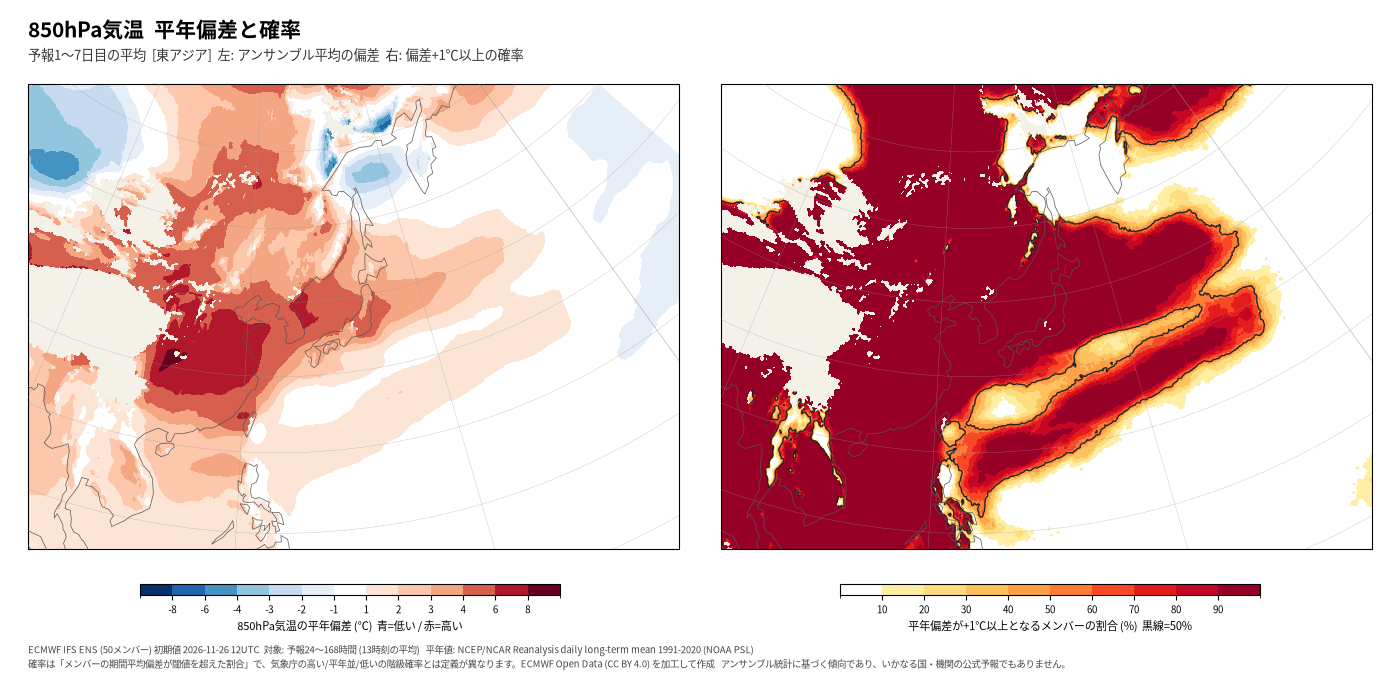 850hPa気温 平年偏差と確率
予報1～7日目の平均 [東アジア] 左: アンサンブル平均の偏差 右: 偏差+1℃以上の確率
-8 -6 -4 -3 -2 -1 1 2 3 4 6 8
850hPa気温の平年偏差 (℃) 青=低い / 赤=高い
10 20 30 40 50 60 70 80 90
平年偏差が+1℃以上となるメンバーの割合 (%) 黒線=50%
ECMWF IFS ENS (50メンバー) 初期値 2026-11-26 12UTC 対象: 予報24～168時間 (13時刻の平均) 平年値: NCEP/NCAR Reanalysis daily long-term mean 1991-2020 (NOAA PSL)
確率は「メンバーの期間平均偏差が閾値を超えた割合」で、気象庁の高い/平年並/低いの階級確率とは定義が異なります。ECMWF Open Data (CC BY 4.0) を加工して作成 アンサンブル統計に基づく傾向であり、いかなる国・機関の公式予報でもありません。